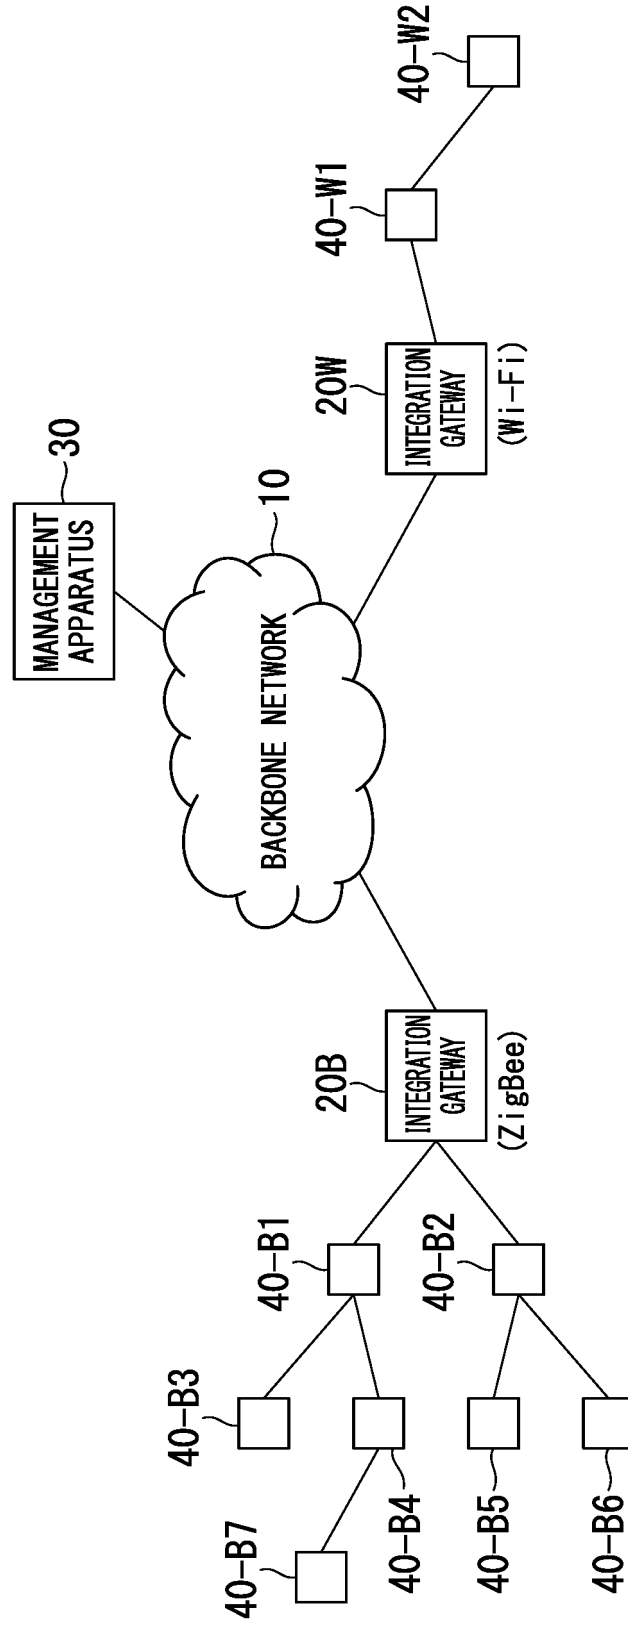 MANAGEMENT
APPARATUS
30
10
BACKBONE NETWORK
20B
INTEGRATION
GATEWAY
(ZigBee)
20W
INTEGRATION
GATEWAY
(Wi-Fi)
40-B1
40-B2
40-B3
40-B4
40-B5
40-B6
40-B7
40-W1
40-W2